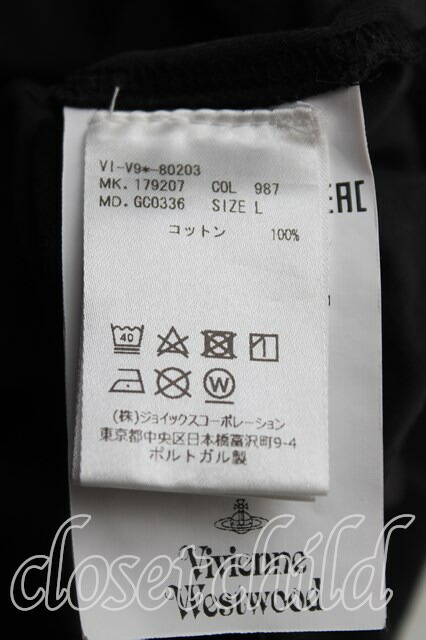 VI-V9*-80203
MK. 179207 COL 987
MD. GC0336 SIZE L
EAC
コットン 100%
40
W
(株)ジョイックスコーポレーション
東京都中央区日本橋富沢町9-4
ポルトガル製
Vivienne
Westwood
closetchild